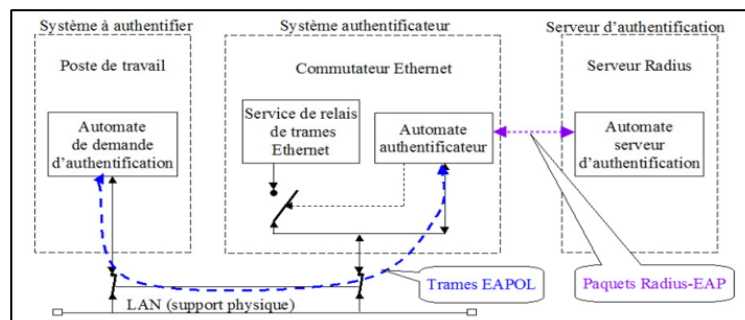 Système à authentifier
Système authentificateur
Serveur d'authentification
Poste de travail
Commutateur Ethernet
Serveur Radius
Automate
de demande
d'authentification
Service de relais
de trames
Ethernet
Automate
authentificateur
Automate
serveur
d'authentification
Trames EAPOL
Paquets Radius-EAP
LAN (support physique)